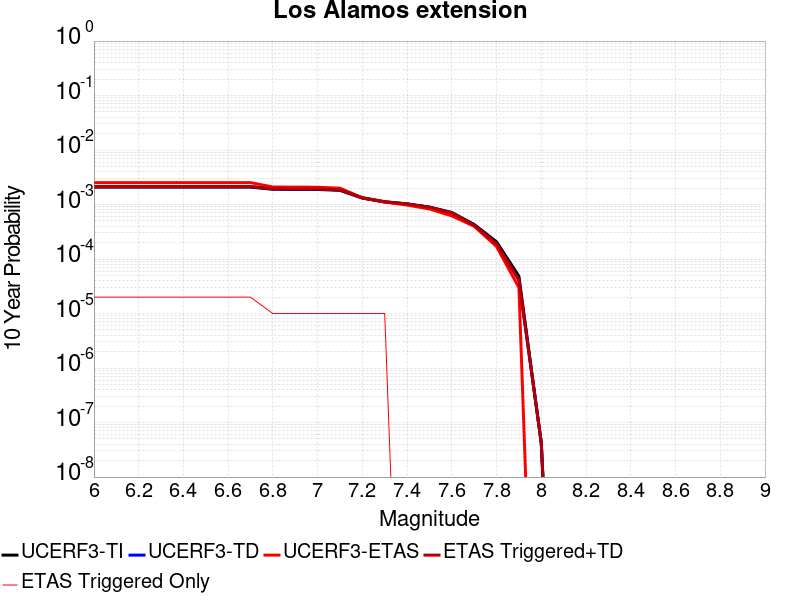 Los Alamos extension
10^0
10^-1
10^-2
10^-3
10^-4
10^-5
10^-6
10^-7
10^-8
10 Year Probability
6 6.2 6.4 6.6 6.8 7 7.2 7.4 7.6 7.8 8 8.2 8.4 8.6 8.8 9
Magnitude
UCERF3-TI UCERF3-TD UCERF3-ETAS ETAS Triggered+TD
ETAS Triggered Only